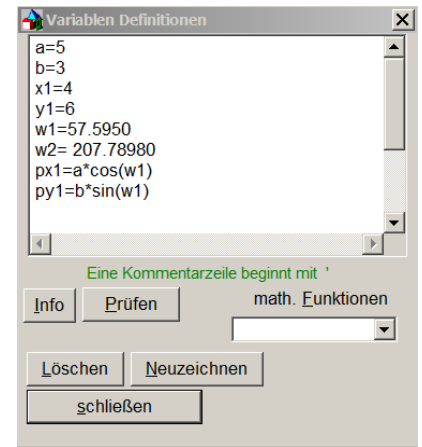 Variablen Definitionen
a=5
b=3
x1=4
y1=6
w1=57.5950
w2= 207.78980
px1=a*cos(w1)
py1=b*sin(w1)
Eine Kommentarzeile beginnt mit '
Info Prüfen math. Funktionen
Löschen Neuzeichnen
schließen